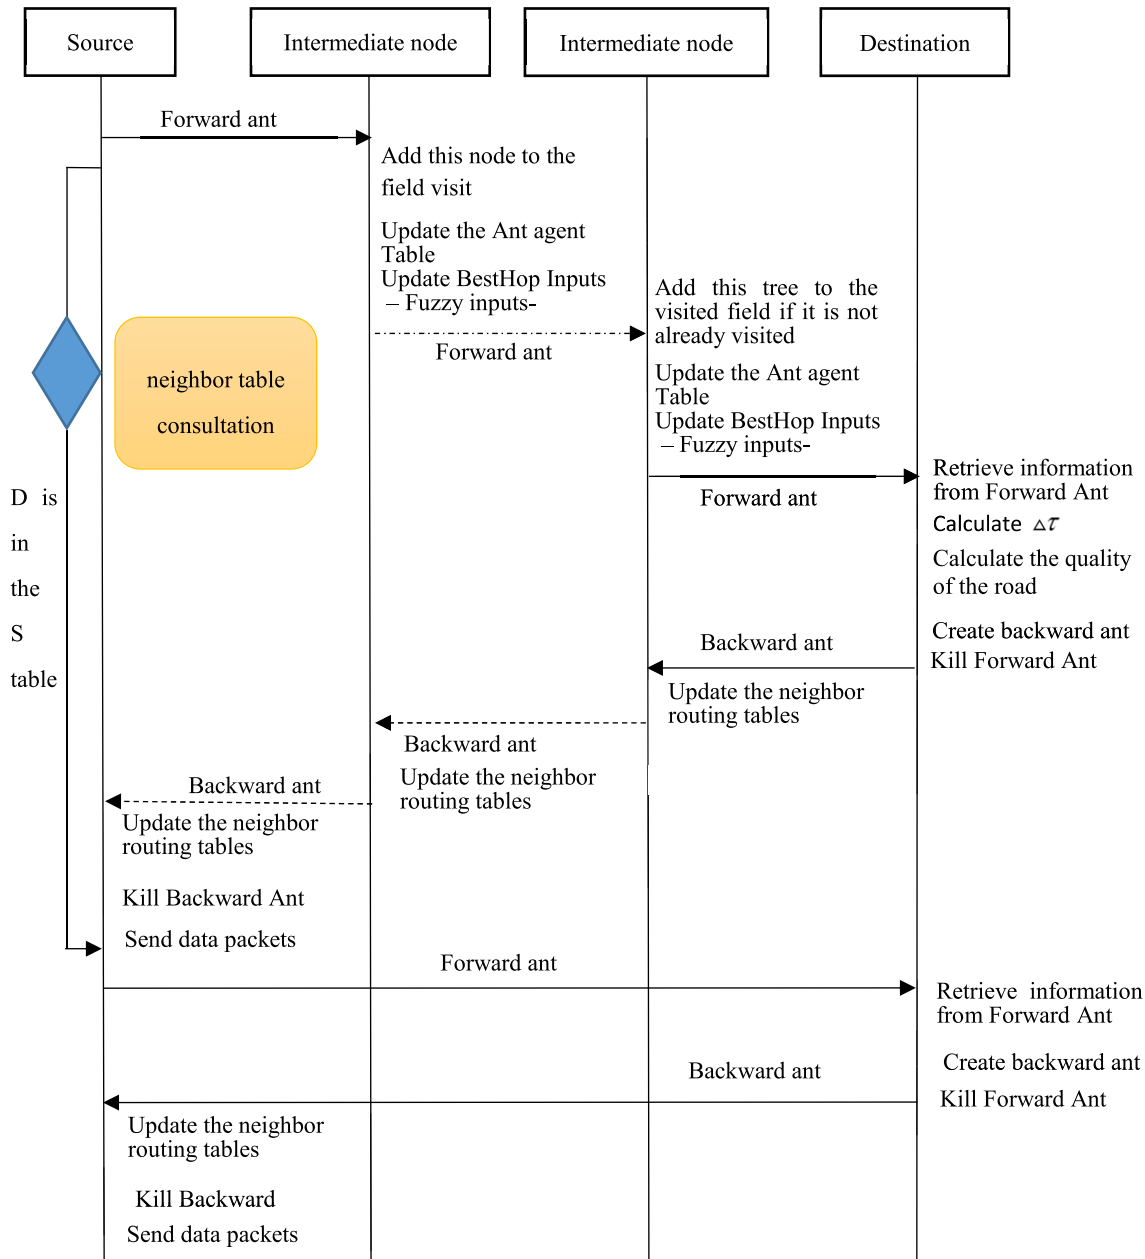 Source
Intermediate node
Intermediate node
Destination
Forward ant
Add this node to the
field visit
Update the Ant agent
Table
Update BestHop Inputs
– Fuzzy inputs-
Forward ant
Add this tree to the
visited field if it is not
already visited
Update the Ant agent
Table
Update BestHop Inputs
– Fuzzy inputs-
neighbor table
consultation
D is
in
the
S
table
Forward ant
Retrieve information
from Forward Ant
Calculate △τ
Calculate the quality
of the road
Create backward ant
Kill Forward Ant
Backward ant
Update the neighbor
routing tables
Backward ant
Update the neighbor
routing tables
Backward ant
Update the neighbor
routing tables
Kill Backward Ant
Send data packets
Forward ant
Retrieve information
from Forward Ant
Create backward ant
Kill Forward Ant
Backward ant
Update the neighbor
routing tables
Kill Backward
Send data packets